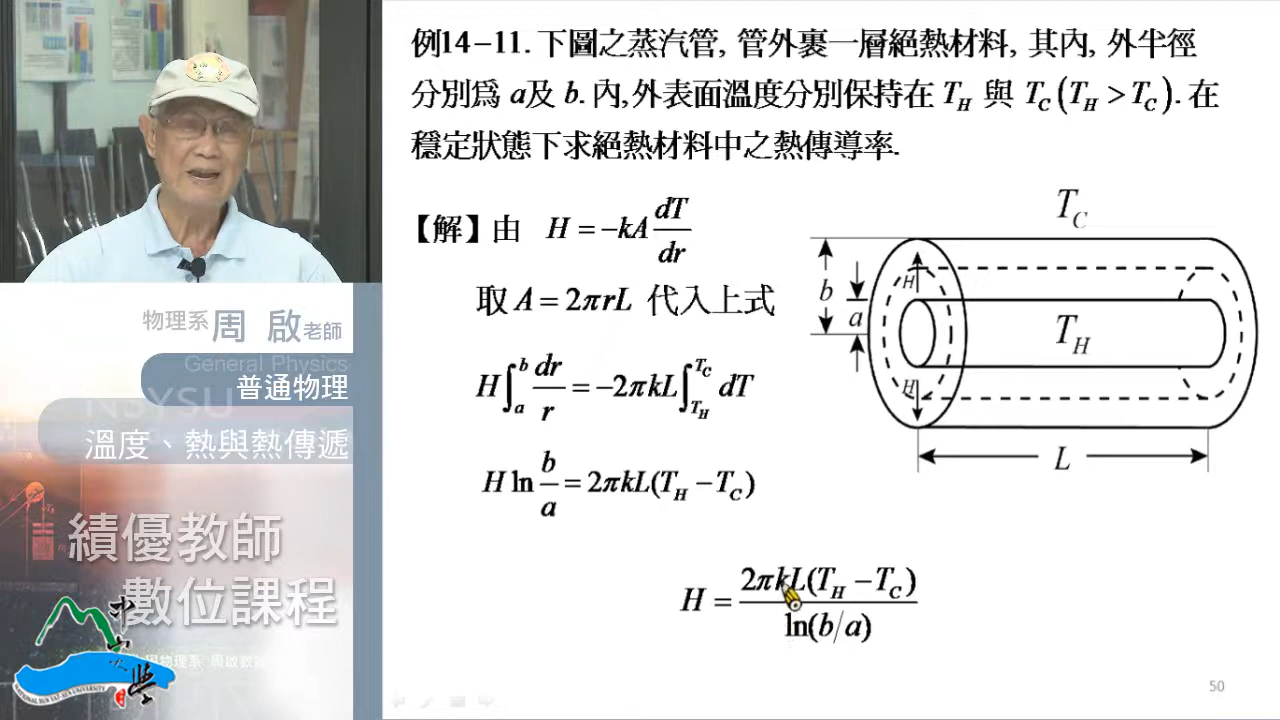 例14-11. 下圖之蒸汽管, 管外裹一層絕熱材料, 其內, 外半徑
分別為 a及 b. 內,外表面溫度分別保持在 T_H 與 T_C (T_H > T_C). 在
穩定狀態下求絕熱材料中之熱傳導率.
【解】由 H = -kA dT/dr
取 A = 2πrL 代入上式
H ∫_a^b dr/r = -2πkL ∫_{T_H}^{T_C} dT
H ln b/a = 2πkL(T_H - T_C)
H = 2πkL(T_H - T_C) / ln(b/a)
T_C
b
a
H
T_H
H
L
50
物理系 周 啟 老師
General Physics
普通物理
NSYSU
溫度、熱與熱傳遞
績優教師
數位課程
NATIONAL SUN YAT-SEN UNIVERSITY